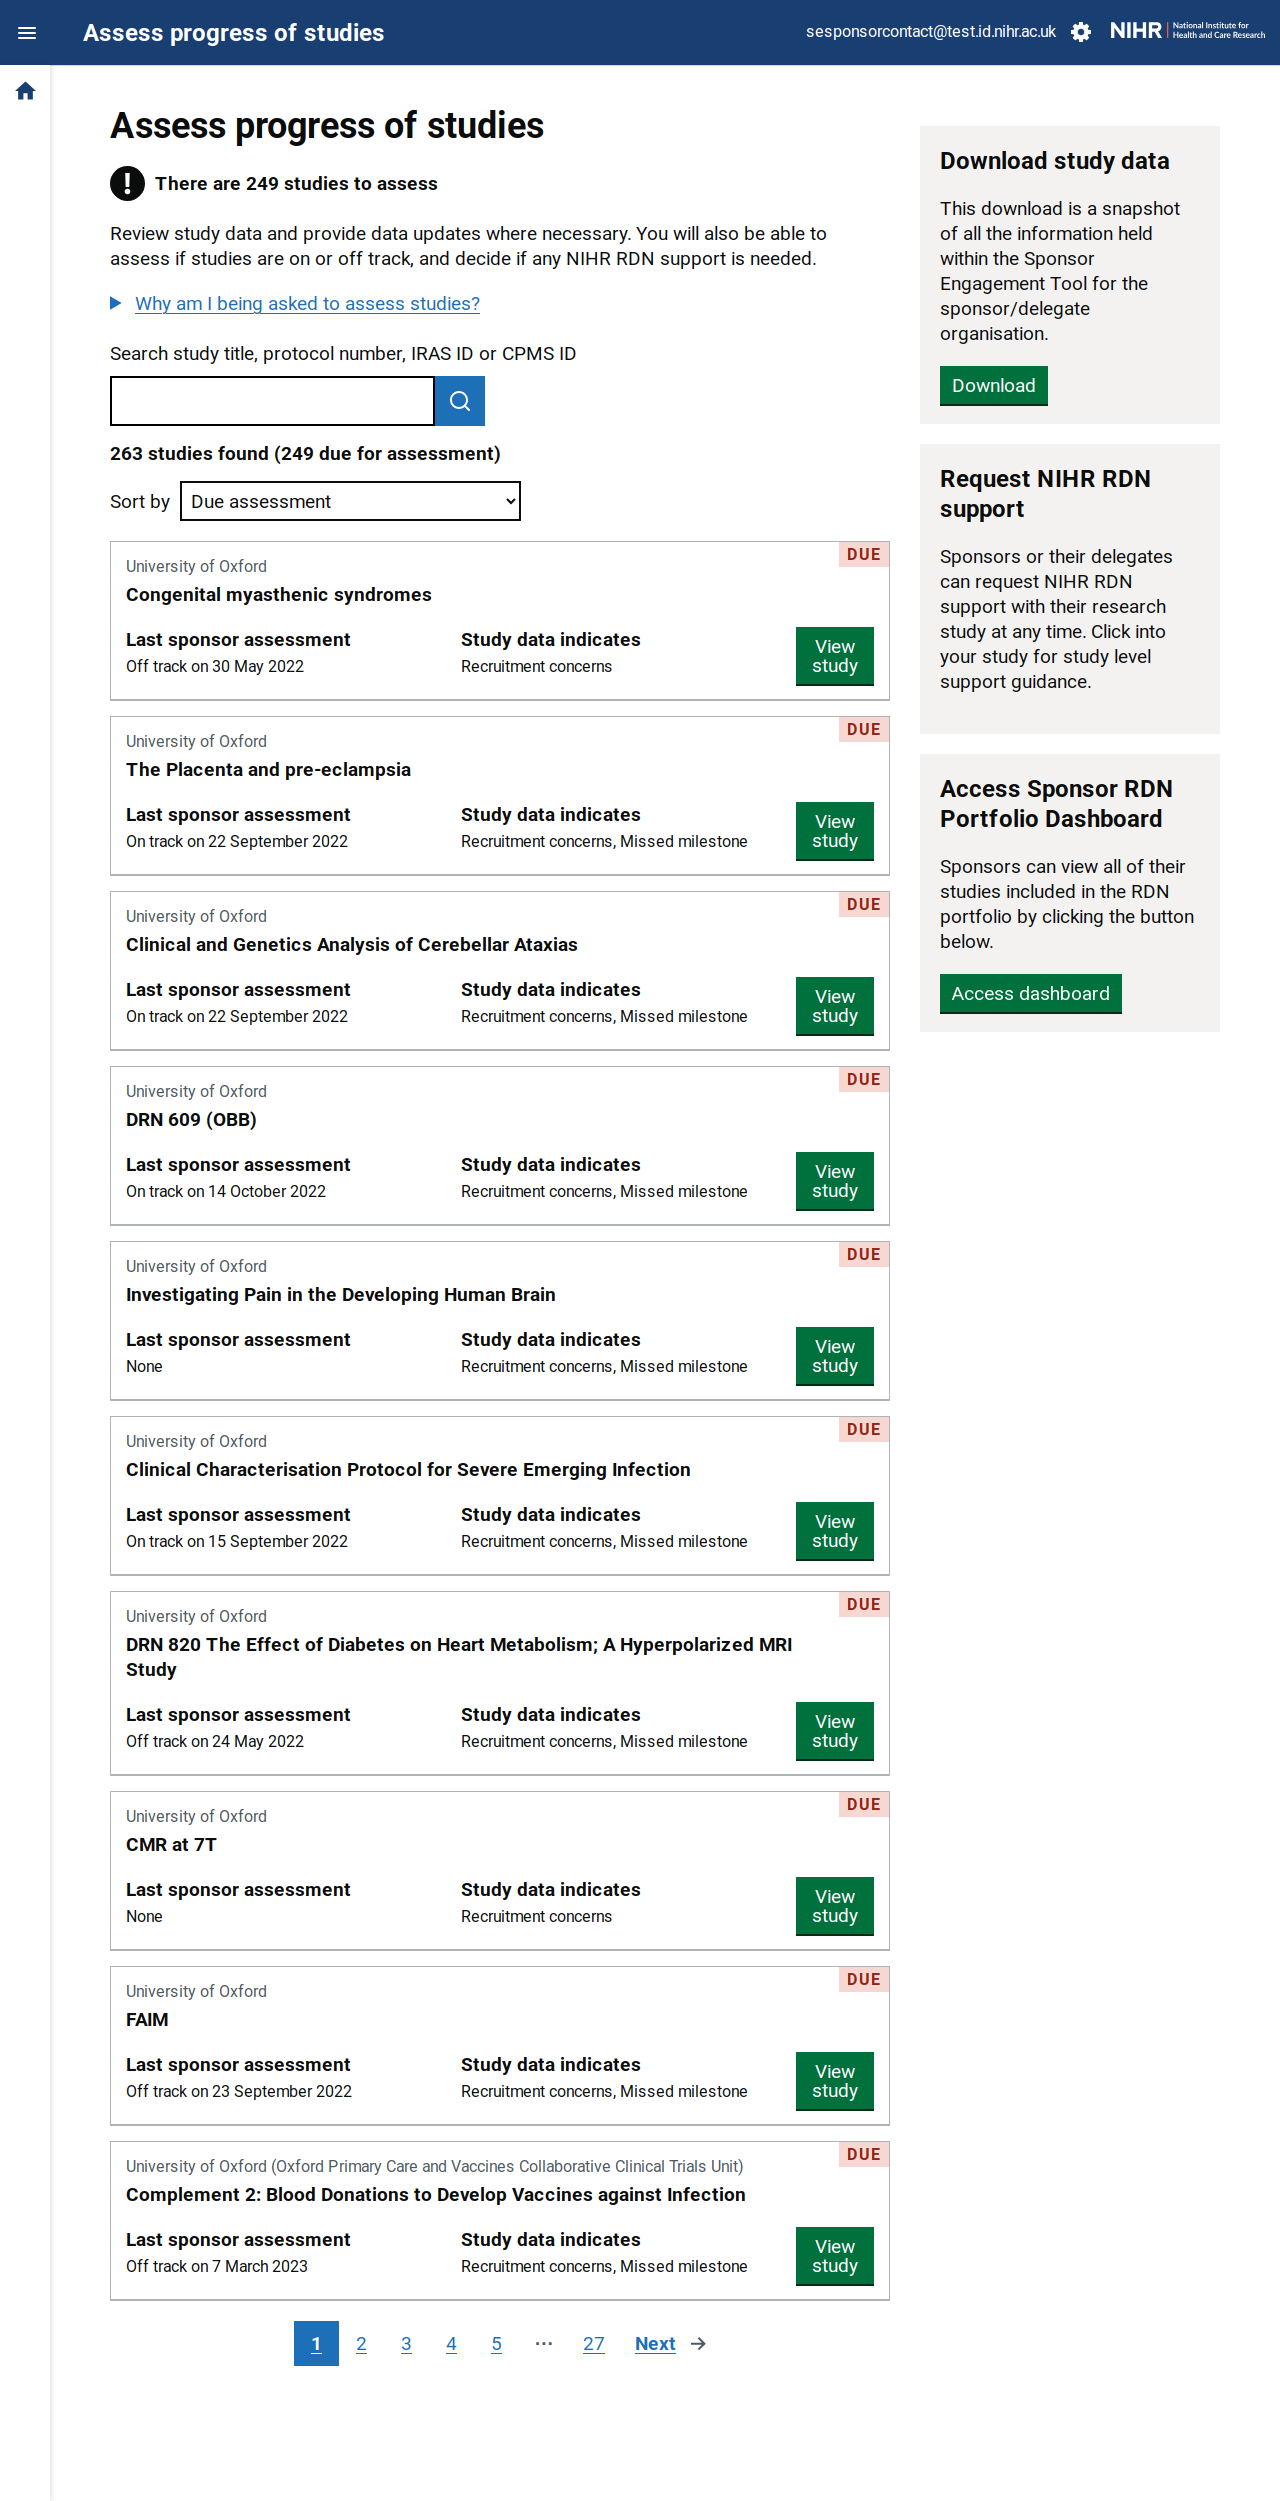 Assess progress of studies
sesponsorcontact@test.id.nihr.ac.uk
NIHR
National Institute for
Health and Care Research
Assess progress of studies
There are 249 studies to assess
Review study data and provide data updates where necessary. You will also be able to
assess if studies are on or off track, and decide if any NIHR RDN support is needed.
Why am I being asked to assess studies?
Search study title, protocol number, IRAS ID or CPMS ID
263 studies found (249 due for assessment)
Sort by
Due assessment
DUE
University of Oxford
Congenital myasthenic syndromes
Last sponsor assessment
Off track on 30 May 2022
Study data indicates
Recruitment concerns
View
study
DUE
University of Oxford
The Placenta and pre-eclampsia
Last sponsor assessment
On track on 22 September 2022
Study data indicates
Recruitment concerns, Missed milestone
View
study
DUE
University of Oxford
Clinical and Genetics Analysis of Cerebellar Ataxias
Last sponsor assessment
On track on 22 September 2022
Study data indicates
Recruitment concerns, Missed milestone
View
study
DUE
University of Oxford
DRN 609 (OBB)
Last sponsor assessment
On track on 14 October 2022
Study data indicates
Recruitment concerns, Missed milestone
View
study
DUE
University of Oxford
Investigating Pain in the Developing Human Brain
Last sponsor assessment
None
Study data indicates
Recruitment concerns, Missed milestone
View
study
DUE
University of Oxford
Clinical Characterisation Protocol for Severe Emerging Infection
Last sponsor assessment
On track on 15 September 2022
Study data indicates
Recruitment concerns, Missed milestone
View
study
DUE
University of Oxford
DRN 820 The Effect of Diabetes on Heart Metabolism; A Hyperpolarized MRI
Study
Last sponsor assessment
Off track on 24 May 2022
Study data indicates
Recruitment concerns, Missed milestone
View
study
DUE
University of Oxford
CMR at 7T
Last sponsor assessment
None
Study data indicates
Recruitment concerns
View
study
DUE
University of Oxford
FAIM
Last sponsor assessment
Off track on 23 September 2022
Study data indicates
Recruitment concerns, Missed milestone
View
study
DUE
University of Oxford (Oxford Primary Care and Vaccines Collaborative Clinical Trials Unit)
Complement 2: Blood Donations to Develop Vaccines against Infection
Last sponsor assessment
Off track on 7 March 2023
Study data indicates
Recruitment concerns, Missed milestone
View
study
1 2 3 4 5 ⋯ 27 Next →
Download study data
This download is a snapshot
of all the information held
within the Sponsor
Engagement Tool for the
sponsor/delegate
organisation.
Download
Request NIHR RDN
support
Sponsors or their delegates
can request NIHR RDN
support with their research
study at any time. Click into
your study for study level
support guidance.
Access Sponsor RDN
Portfolio Dashboard
Sponsors can view all of their
studies included in the RDN
portfolio by clicking the button
below.
Access dashboard